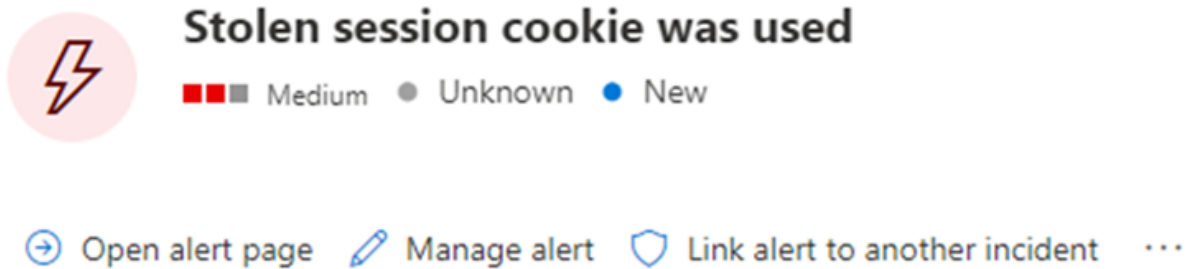 Stolen session cookie was used
Medium Unknown New
Open alert page Manage alert Link alert to another incident ...